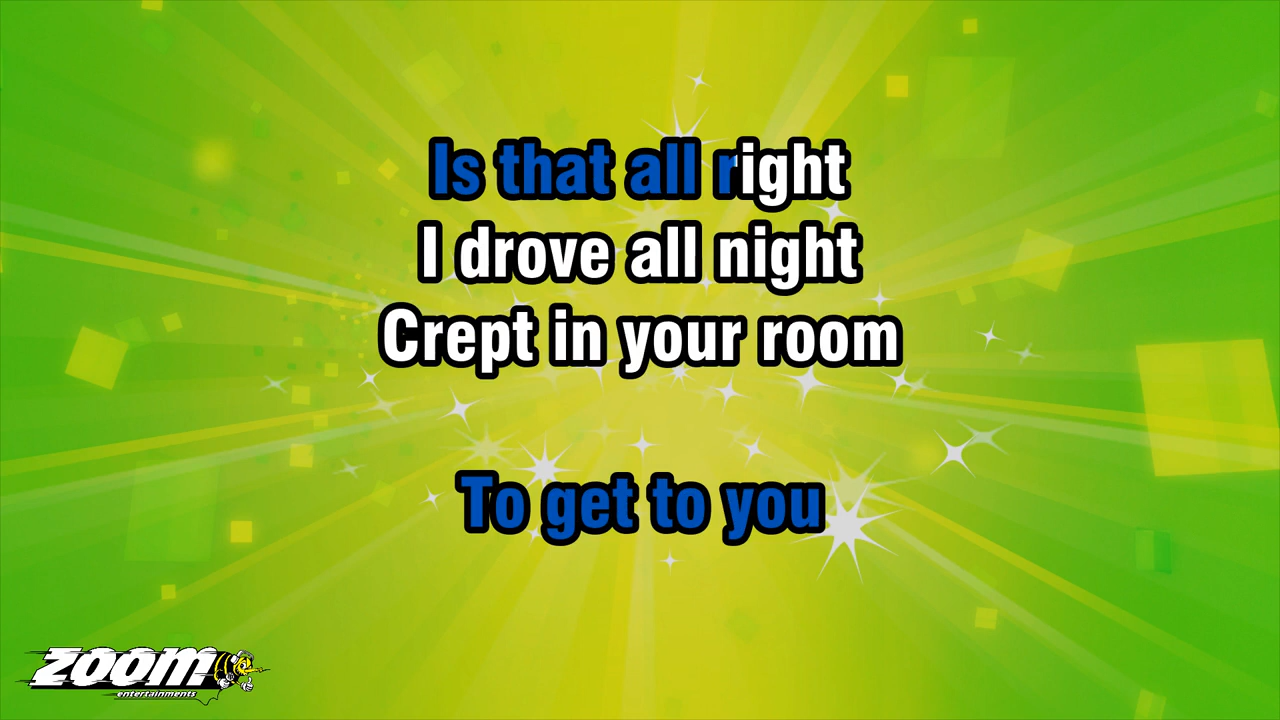 Is that all right
I drove all night
Crept in your room
To get to you
ZOOM
entertainments